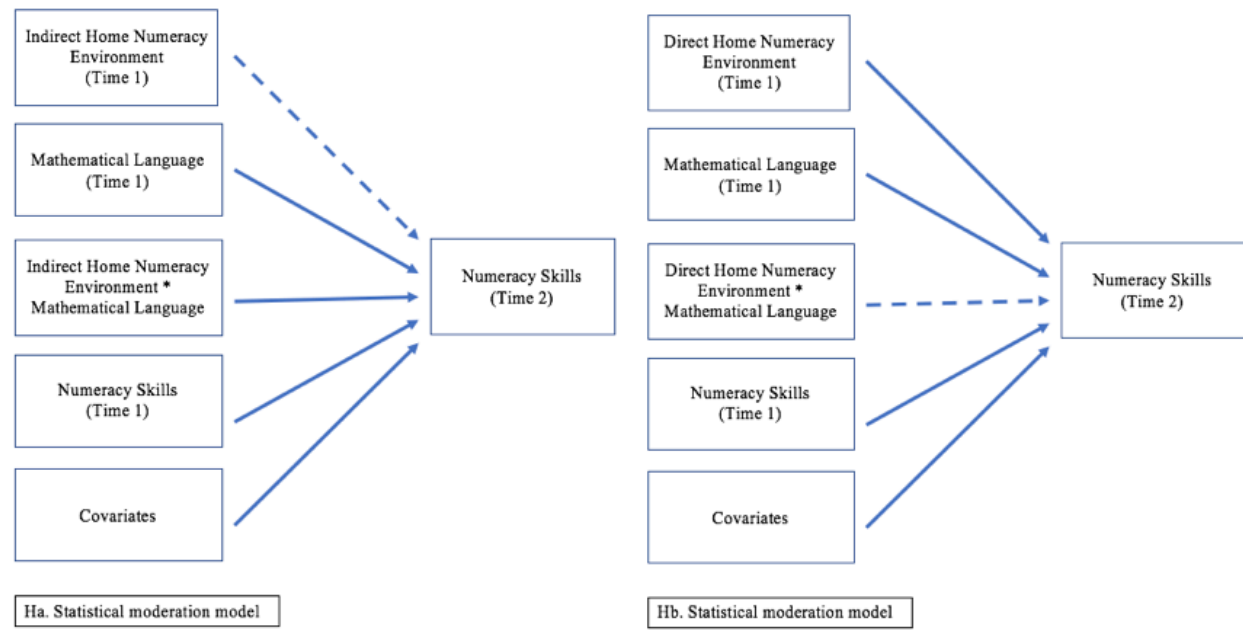 Indirect Home Numeracy
Environment
(Time 1)
Mathematical Language
(Time 1)
Indirect Home Numeracy
Environment *
Mathematical Language
Numeracy Skills
(Time 1)
Covariates
Numeracy Skills
(Time 2)
Ha. Statistical moderation model
Direct Home Numeracy
Environment
(Time 1)
Mathematical Language
(Time 1)
Direct Home Numeracy
Environment *
Mathematical Language
Numeracy Skills
(Time 1)
Covariates
Numeracy Skills
(Time 2)
Hb. Statistical moderation model